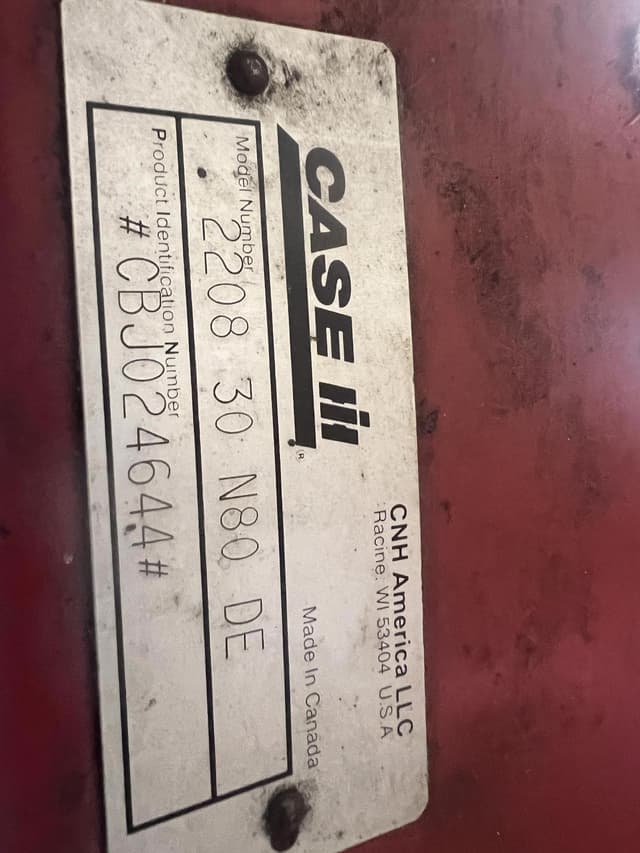 CNH America LLC
Racine, WI 53404 U.S.A
CASE IH ®
Made In Canada
Model Number
2208 30 N80 DE
Product Identification Number
#CBJ024644#